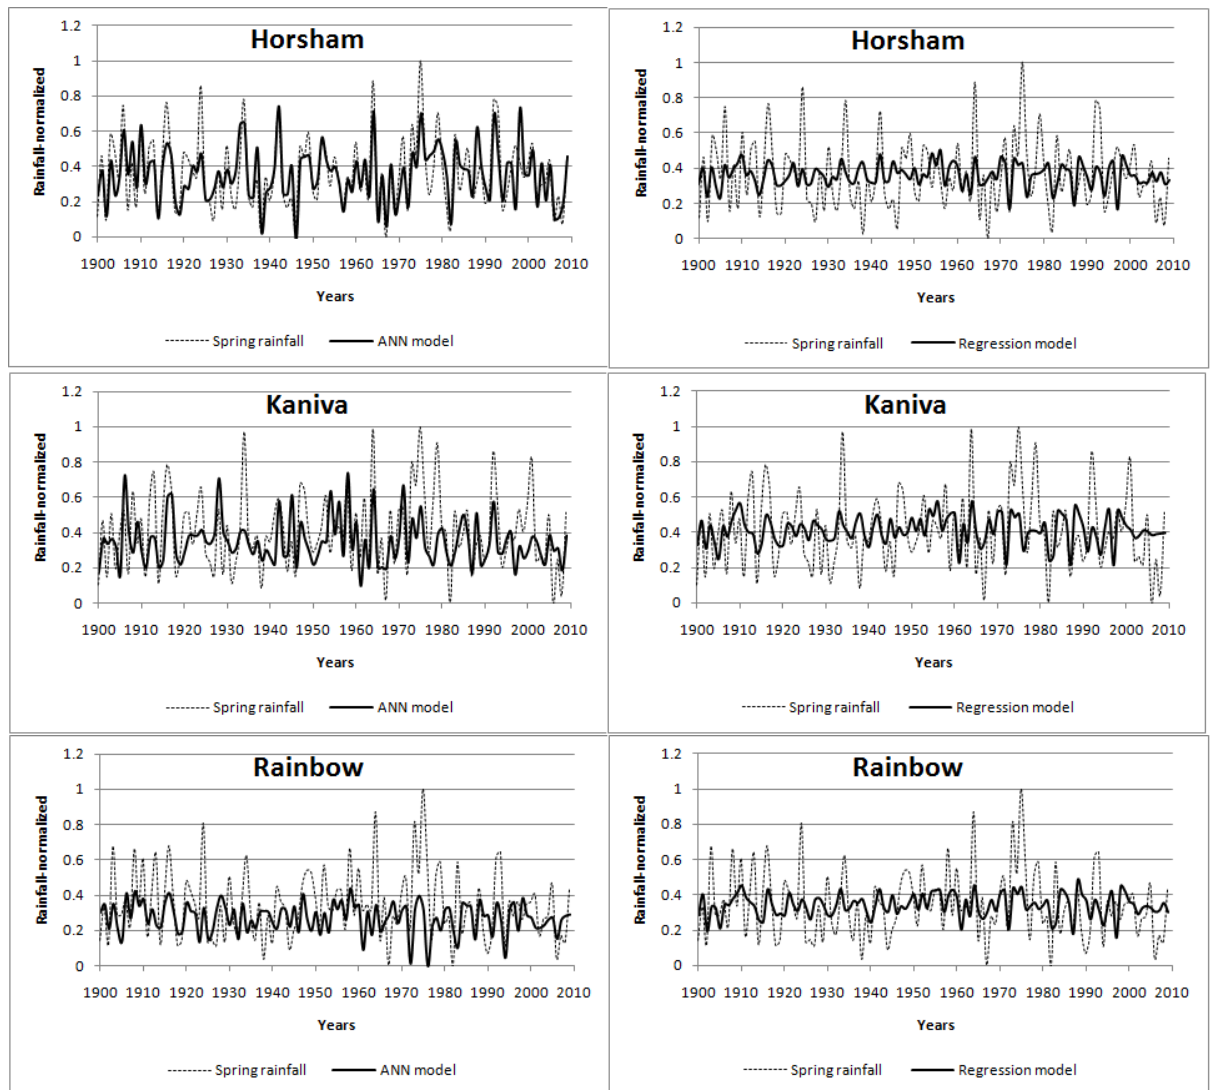 Horsham
Rainfall-normalized
1.2
1
0.8
0.6
0.4
0.2
0
1900 1910 1920 1930 1940 1950 1960 1970 1980 1990 2000 2010
Years
Spring rainfall ANN model
Horsham
Rainfall-normalized
1.2
1
0.8
0.6
0.4
0.2
0
1900 1910 1920 1930 1940 1950 1960 1970 1980 1990 2000 2010
Years
Spring rainfall Regression model
Kaniva
Rainfall-normalized
1.2
1
0.8
0.6
0.4
0.2
0
1900 1910 1920 1930 1940 1950 1960 1970 1980 1990 2000 2010
Years
Spring rainfall ANN model
Kaniva
Rainfall-normalized
1.2
1
0.8
0.6
0.4
0.2
0
1900 1910 1920 1930 1940 1950 1960 1970 1980 1990 2000 2010
Years
Spring rainfall Regression model
Rainbow
Rainfall-normalized
1.2
1
0.8
0.6
0.4
0.2
0
1900 1910 1920 1930 1940 1950 1960 1970 1980 1990 2000 2010
Years
Spring rainfall ANN model
Rainbow
Rainfall-normalized
1.2
1
0.8
0.6
0.4
0.2
0
1900 1910 1920 1930 1940 1950 1960 1970 1980 1990 2000 2010
Years
Spring rainfall Regression model